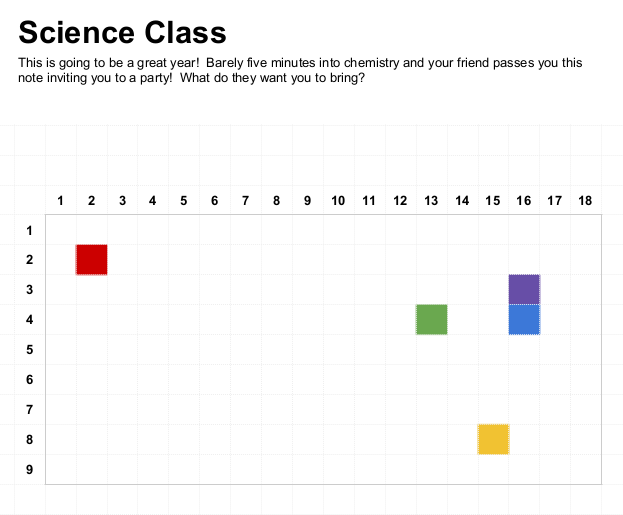 Science Class
This is going to be a great year!  Barely five minutes into chemistry and your friend passes you this
note inviting you to a party!  What do they want you to bring?
1 2 3 4 5 6 7 8 9 10 11 12 13 14 15 16 17 18
1
2
3
4
5
6
7
8
9